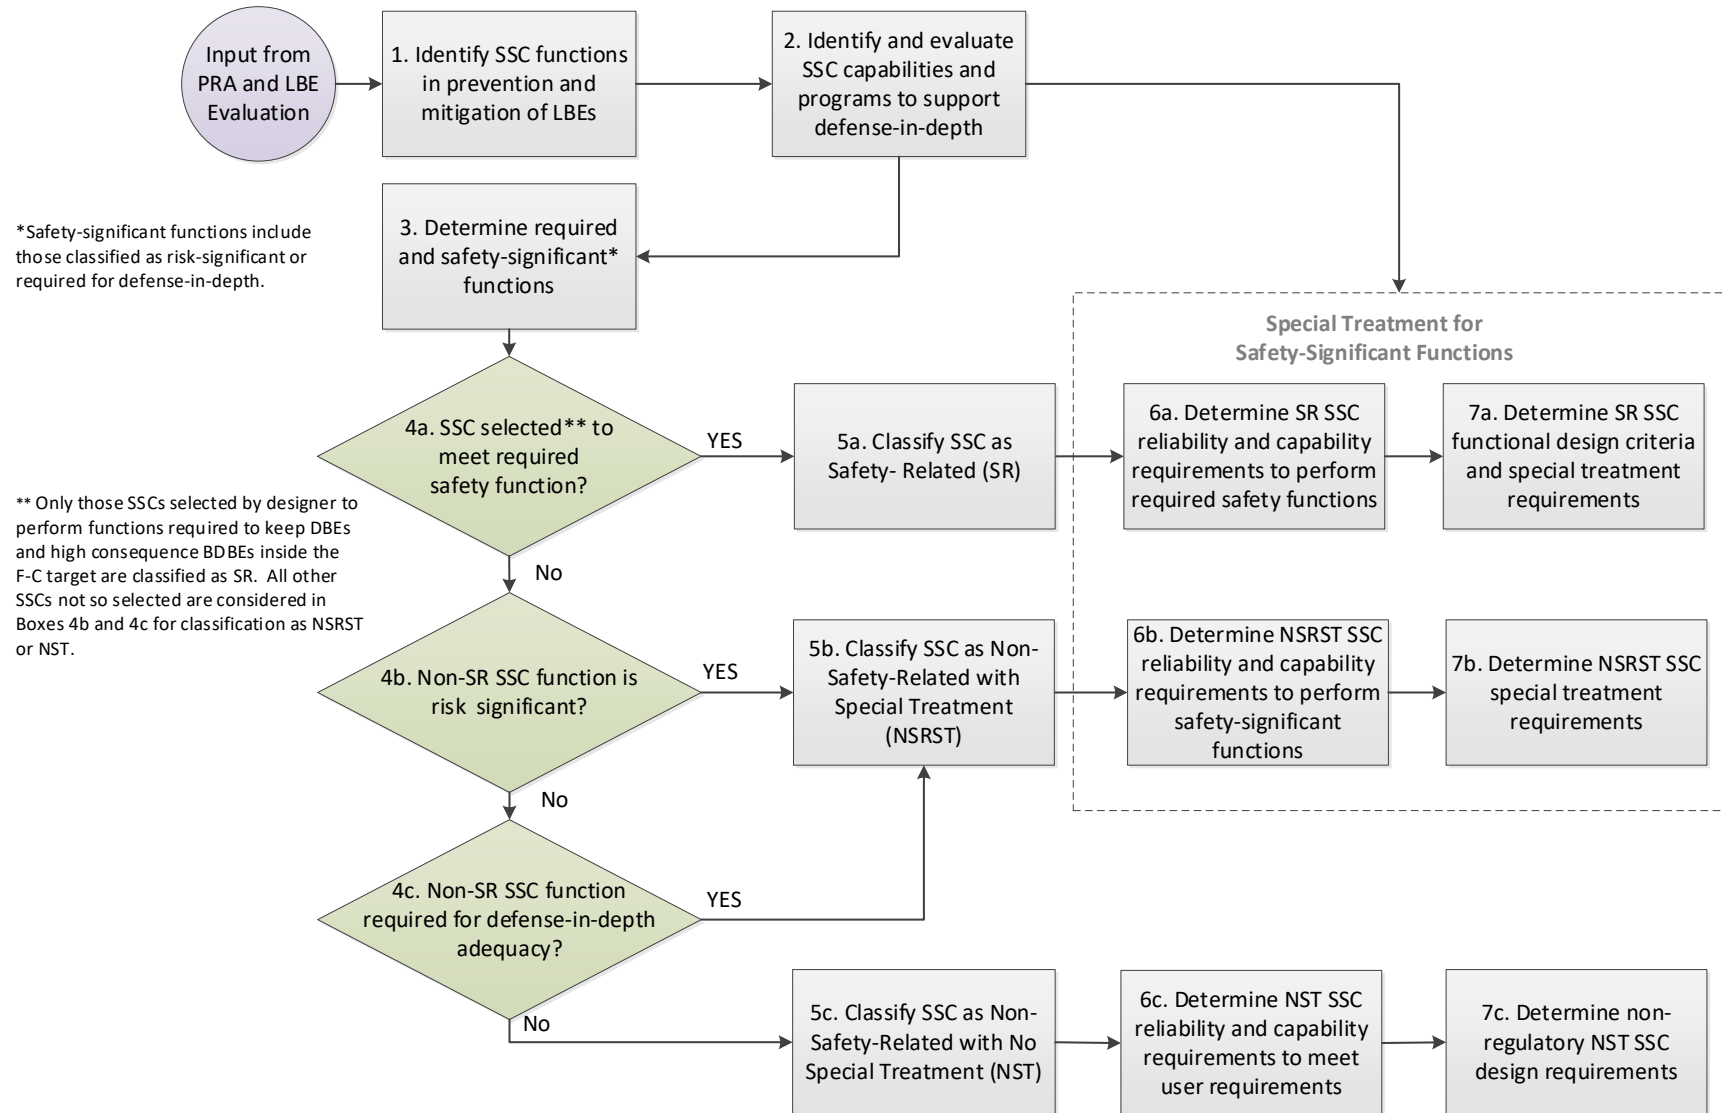 Input from
PRA and LBE
Evaluation
1. Identify SSC functions
in prevention and
mitigation of LBEs
2. Identify and evaluate
SSC capabilities and
programs to support
defense-in-depth
*Safety-significant functions include
those classified as risk-significant or
required for defense-in-depth.
3. Determine required
and safety-significant*
functions
Special Treatment for
Safety-Significant Functions
4a. SSC selected** to
meet required
safety function?
YES
5a. Classify SSC as
Safety- Related (SR)
6a. Determine SR SSC
reliability and capability
requirements to perform
required safety functions
7a. Determine SR SSC
functional design criteria
and special treatment
requirements
** Only those SSCs selected by designer to
perform functions required to keep DBEs
and high consequence BDBEs inside the
F-C target are classified as SR. All other
SSCs not so selected are considered in
Boxes 4b and 4c for classification as NSRST
or NST.
No
4b. Non-SR SSC function is
risk significant?
YES
5b. Classify SSC as Non-
Safety-Related with
Special Treatment
(NSRST)
6b. Determine NSRST SSC
reliability and capability
requirements to perform
safety-significant
functions
7b. Determine NSRST SSC
special treatment
requirements
No
4c. Non-SR SSC function
required for defense-in-depth
adequacy?
YES
No
5c. Classify SSC as Non-
Safety-Related with No
Special Treatment (NST)
6c. Determine NST SSC
reliability and capability
requirements to meet
user requirements
7c. Determine non-
regulatory NST SSC
design requirements